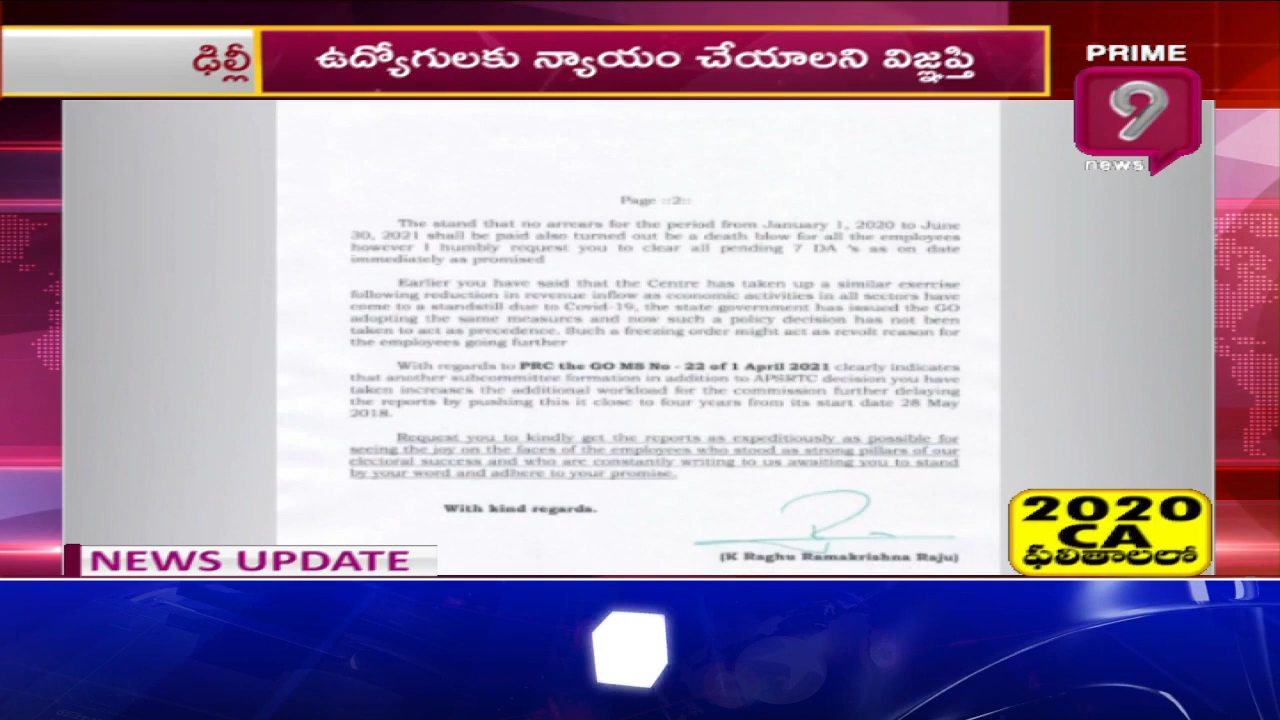 ఢిల్లీ
ఉద్యోగులకు న్యాయం చేయాలని విజ్ఞప్తి
PRIME
9
news
Page ::2::
The stand that no arrears for the period from January 1, 2020 to June
30, 2021 shall be paid also turned out be a death blow for all the employees
however I humbly request you to clear all pending 7 DA 's as on date
immediately as promised
Earlier you have said that the Centre has taken up a similar exercise
following reduction in revenue inflow as economic activities in all sectors have
come to a standstill due to Covid-19, the state government has issued the GO
adopting the same measures and now such a policy decision has not been
taken to act as precedence. Such a freezing order might act as revolt reason for
the employees going further
With regards to PRC the GO MS No - 22 of 1 April 2021 clearly indicates
that another subcommittee formation in addition to APSRTC decision you have
taken increases the additional workload for the commission further delaying
the reports by pushing this it close to four years from its start date 28 May
2018.
Request you to kindly get the reports as expeditiously as possible for
seeing the joy on the faces of the employees who stood as strong pillars of our
electoral success and who are constantly writing to us awaiting you to stand
by your word and adhere to your promise.
With kind regards.
(K Raghu Ramakrishna Raju)
NEWS UPDATE
2020
CA
ఫలితాలలో